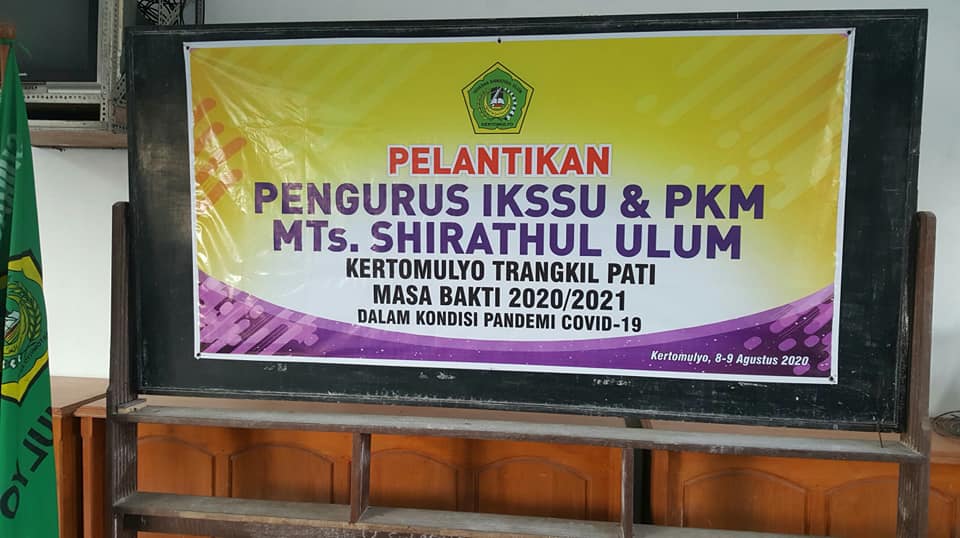 KERTOMULYO
PELANTIKAN
PENGURUS IKSSU & PKM
MTs. SHIRATHUL ULUM
KERTOMULYO TRANGKIL PATI
MASA BAKTI 2020/2021
DALAM KONDISI PANDEMI COVID-19
Kertomulyo, 8-9 Agustus 2020